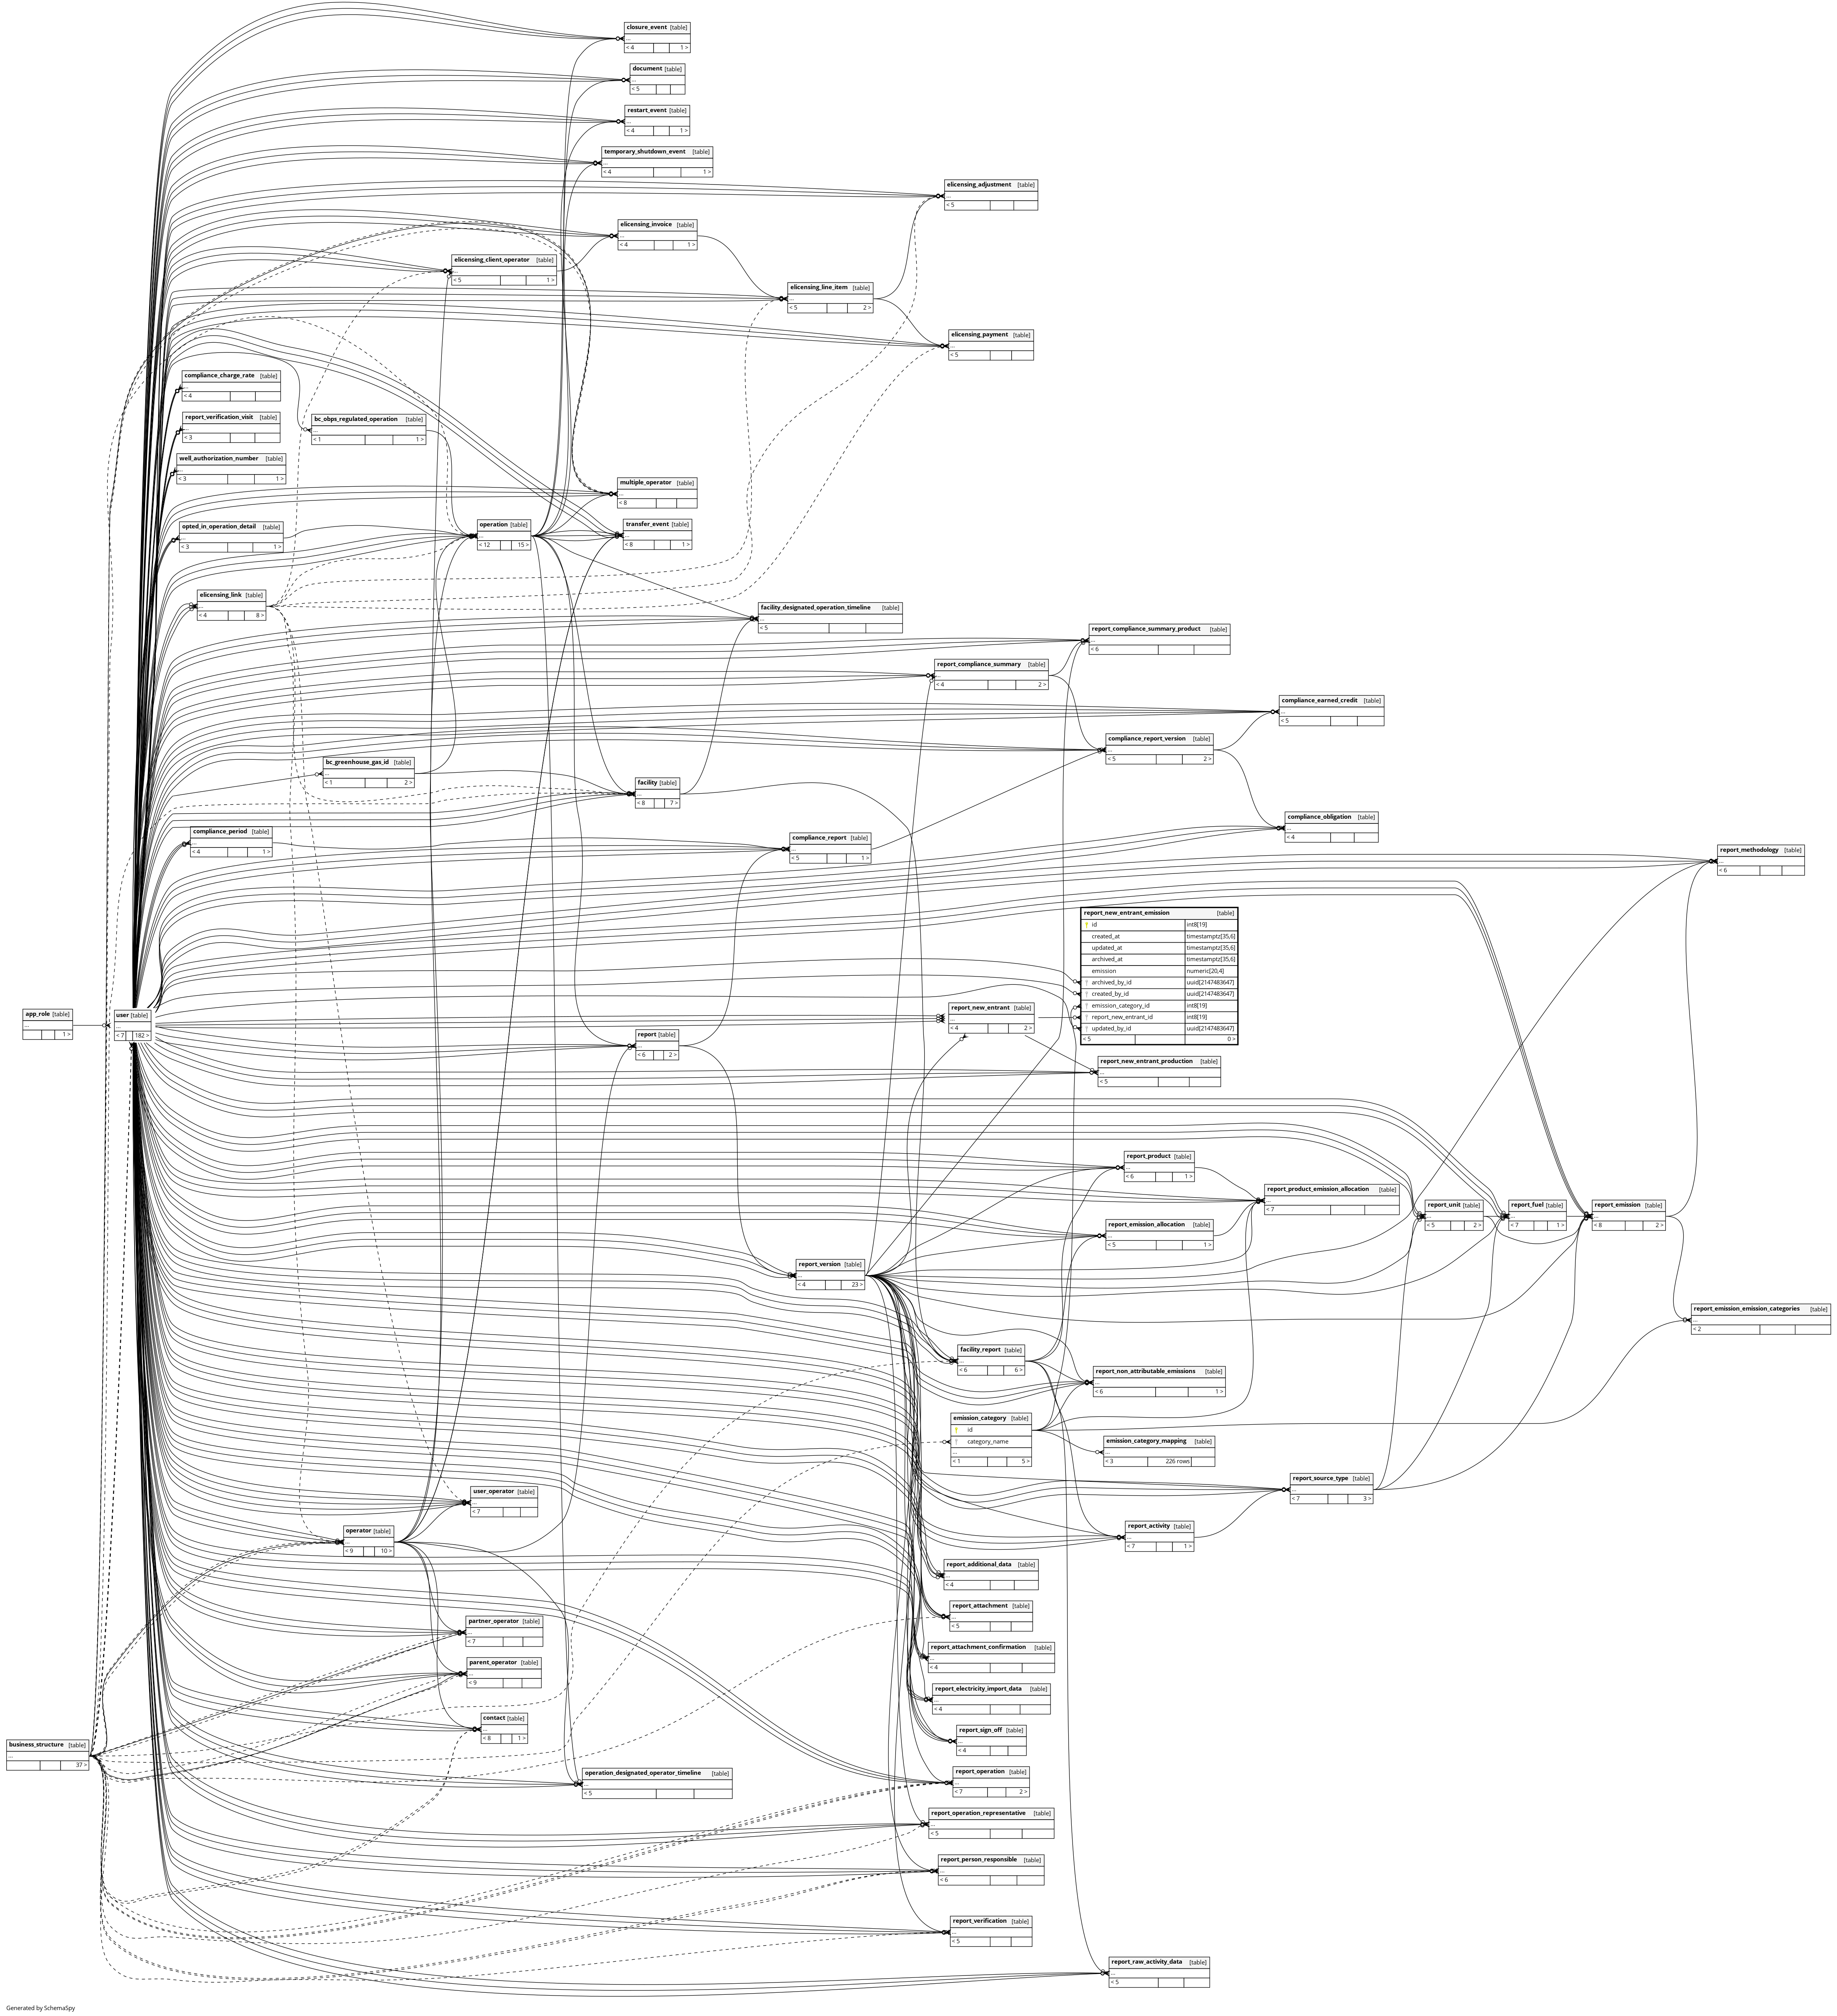 closure_event [table]
...
< 4 1 >
document [table]
...
< 5
restart_event [table]
...
< 4 1 >
temporary_shutdown_event [table]
...
< 4 1 >
elicensing_adjustment [table]
...
< 5
elicensing_invoice [table]
...
< 4 1 >
elicensing_client_operator [table]
...
< 5 1 >
elicensing_line_item [table]
...
< 5 2 >
elicensing_payment [table]
...
< 5
compliance_charge_rate [table]
...
< 4
report_verification_visit [table]
...
< 3
bc_obps_regulated_operation [table]
...
< 1 1 >
well_authorization_number [table]
...
< 3 1 >
multiple_operator [table]
...
< 8
opted_in_operation_detail [table]
...
< 3 1 >
operation [table]
...
< 12 15 >
transfer_event [table]
...
< 8 1 >
elicensing_link [table]
...
< 4 8 >
facility_designated_operation_timeline [table]
...
< 5
report_compliance_summary_product [table]
...
< 6
report_compliance_summary [table]
...
< 4 2 >
compliance_earned_credit [table]
...
< 5
compliance_report_version [table]
...
< 5 2 >
bc_greenhouse_gas_id [table]
...
< 1 2 >
facility [table]
...
< 8 7 >
compliance_obligation [table]
...
< 4
compliance_period [table]
...
< 4 1 >
compliance_report [table]
...
< 5 1 >
report_methodology [table]
...
< 6
report_new_entrant_emission [table]
id int8[19]
created_at timestamptz[35,6]
updated_at timestamptz[35,6]
archived_at timestamptz[35,6]
emission numeric[20,4]
archived_by_id uuid[2147483647]
created_by_id uuid[2147483647]
emission_category_id int8[19]
report_new_entrant_id int8[19]
updated_by_id uuid[2147483647]
< 5 0 >
app_role [table]
...
1 >
user [table]
...
< 7 182 >
report_new_entrant [table]
...
< 4 2 >
report [table]
...
< 6 2 >
report_new_entrant_production [table]
...
< 5
report_product [table]
...
< 6 1 >
report_product_emission_allocation [table]
...
< 7
report_unit [table]
...
< 5 2 >
report_fuel [table]
...
< 7 1 >
report_emission [table]
...
< 8 2 >
report_emission_allocation [table]
...
< 5 1 >
report_version [table]
...
< 4 23 >
report_emission_emission_categories [table]
...
< 2
facility_report [table]
...
< 6 6 >
report_non_attributable_emissions [table]
...
< 6 1 >
emission_category [table]
id
category_name
...
< 1 5 >
emission_category_mapping [table]
...
< 3 226 rows
report_source_type [table]
...
< 7 3 >
user_operator [table]
...
< 7
operator [table]
...
< 9 10 >
report_activity [table]
...
< 7 1 >
report_additional_data [table]
...
< 4
report_attachment [table]
...
< 5
partner_operator [table]
...
< 7
report_attachment_confirmation [table]
...
< 4
parent_operator [table]
...
< 9
report_electricity_import_data [table]
...
< 4
contact [table]
...
< 8 1 >
report_sign_off [table]
...
< 4
business_structure [table]
...
37 >
operation_designated_operator_timeline [table]
...
< 5
report_operation [table]
...
< 7 2 >
report_operation_representative [table]
...
< 5
report_person_responsible [table]
...
< 6
report_verification [table]
...
< 5
report_raw_activity_data [table]
...
< 5
Generated by SchemaSpy